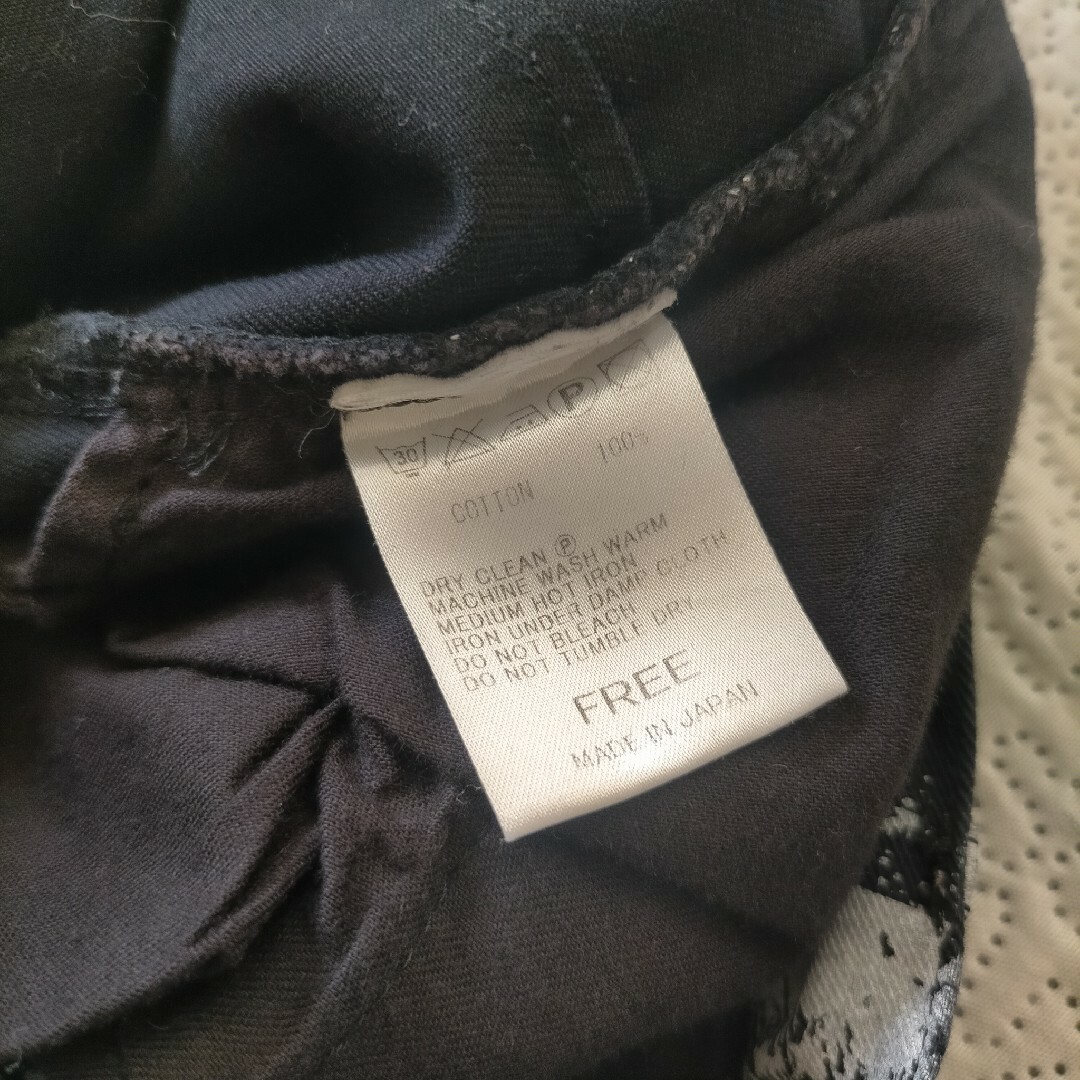 30 P
COTTON 100%
DRY CLEAN Ⓟ
MACHINE WASH WARM
MEDIUM HOT IRON
IRON UNDER DAMP CLOTH
DO NOT BLEACH
DO NOT TUMBLE DRY
FREE
MADE IN JAPAN